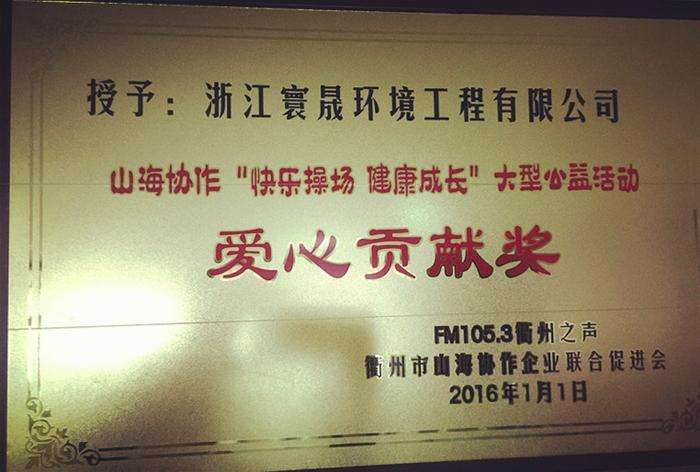 授予：浙江寰晟环境工程有限公司
山海协作“快乐操场 健康成长”大型公益活动
爱心贡献奖
FM105.3衢州之声
衢州市山海协作企业联合促进会
2016年1月1日